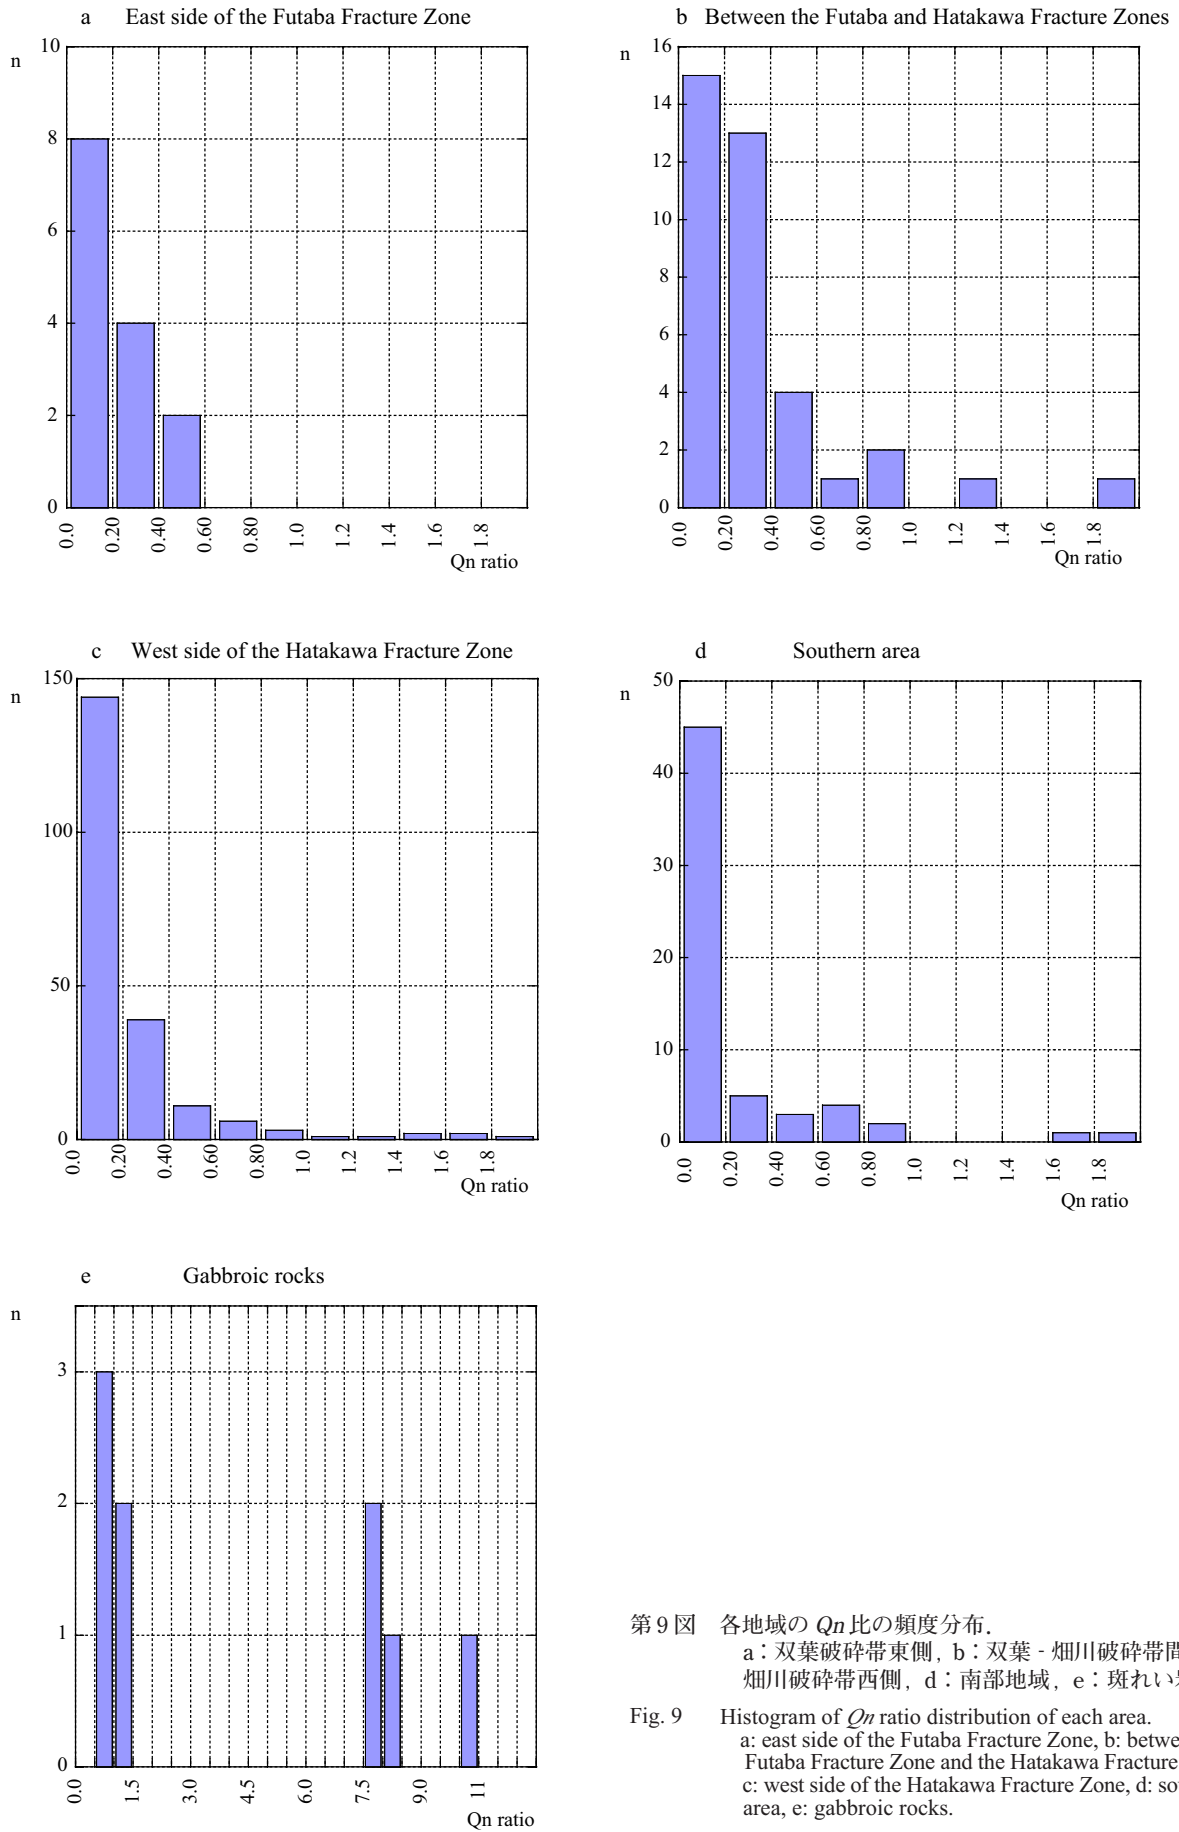 a East side of the Futaba Fracture Zone
n
10
8
6
4
2
0
0.0 0.20 0.40 0.60 0.80 1.0 1.2 1.4 1.6 1.8
Qn ratio
b Between the Futaba and Hatakawa Fracture Zones
n
16
14
12
10
8
6
4
2
0
0.0 0.20 0.40 0.60 0.80 1.0 1.2 1.4 1.6 1.8
Qn ratio
c West side of the Hatakawa Fracture Zone
n
150
100
50
0
0.0 0.20 0.40 0.60 0.80 1.0 1.2 1.4 1.6 1.8
Qn ratio
d Southern area
n
50
40
30
20
10
0
0.0 0.20 0.40 0.60 0.80 1.0 1.2 1.4 1.6 1.8
Qn ratio
e Gabbroic rocks
n
3
2
1
0
0.0 1.5 3.0 4.5 6.0 7.5 9.0 11
Qn ratio
第9図 各地域の Qn 比の頻度分布.
a:双葉破砕帯東側, b:双葉 - 畑川破砕帯間
畑川破砕帯西側, d:南部地域, e:斑れい
Fig. 9 Histogram of Qn ratio distribution of each area.
a: east side of the Futaba Fracture Zone, b: betwe
Futaba Fracture Zone and the Hatakawa Fracture
c: west side of the Hatakawa Fracture Zone, d: so
area, e: gabbroic rocks.